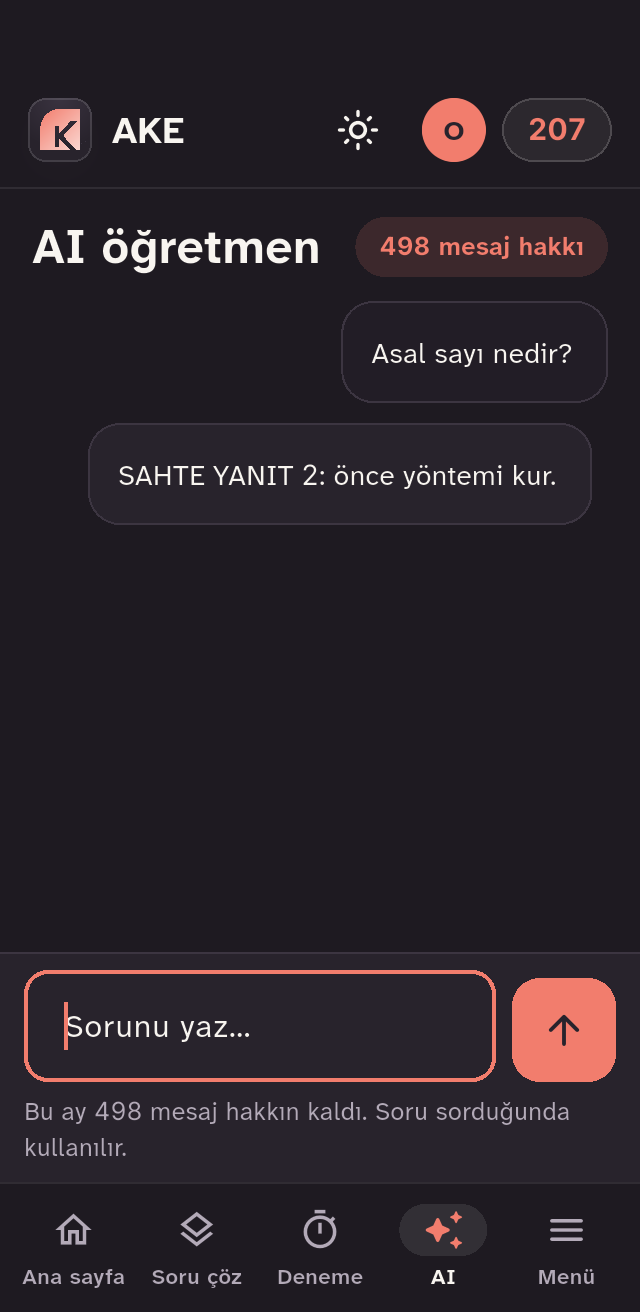 K
AKE
O
207
AI öğretmen
498 mesaj hakkı
Asal sayı nedir?
SAHTE YANIT 2: önce yöntemi kur.
Sorunu yaz...
Bu ay 498 mesaj hakkın kaldı. Soru sorduğunda
kullanılır.
Ana sayfa
Soru çöz
Deneme
AI
Menü